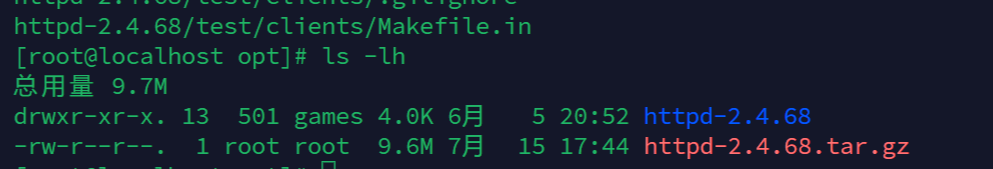 httpd-2.4.68/test/clients/.gitignore
httpd-2.4.68/test/clients/Makefile.in
[root@localhost opt]# ls -lh
总用量 9.7M
drwxr-xr-x. 13  501 games 4.0K 6月   5 20:52 httpd-2.4.68
-rw-r--r--.  1 root root  9.6M 7月  15 17:44 httpd-2.4.68.tar.gz